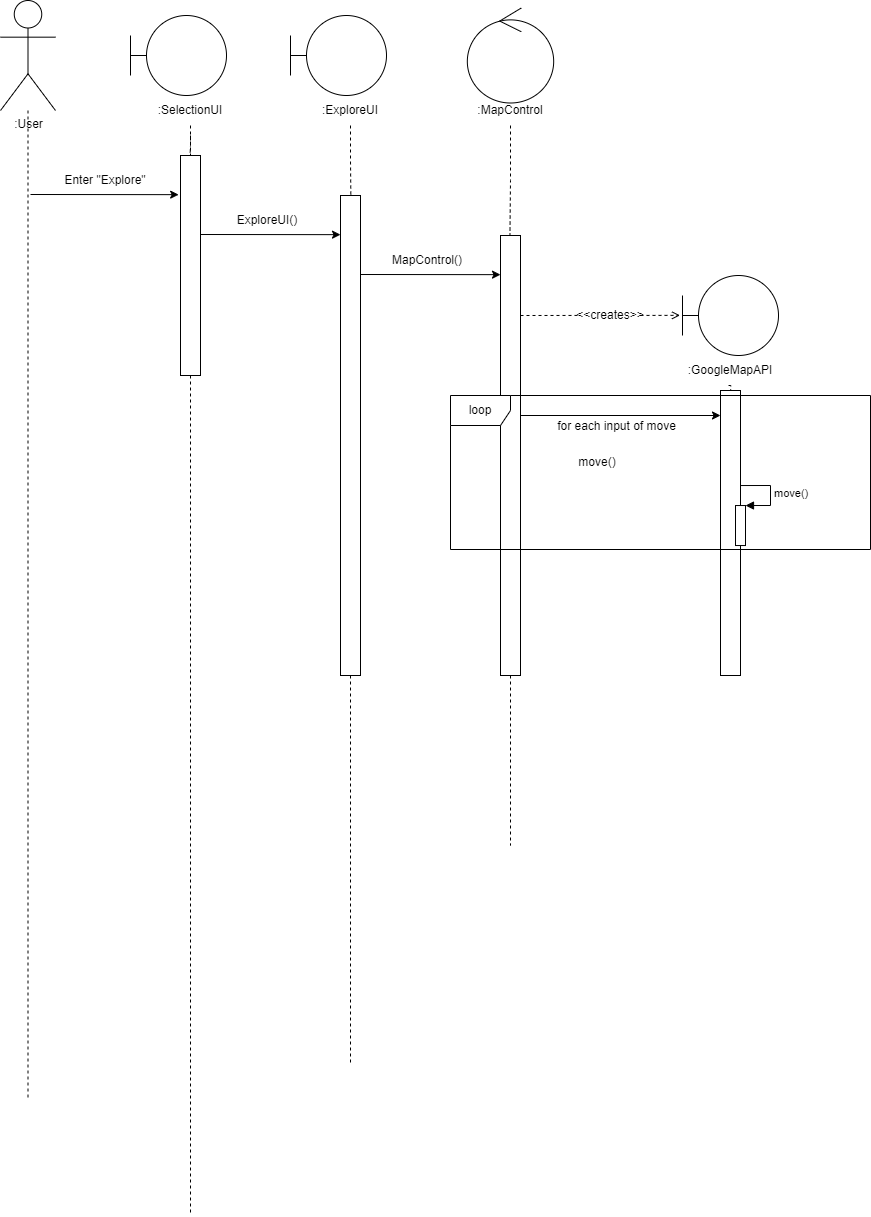 :User
:SelectionUI
:ExploreUI
:MapControl
Enter "Explore"
ExploreUI()
MapControl()
<<creates>>
:GoogleMapAPI
loop
for each input of move
move()
move()